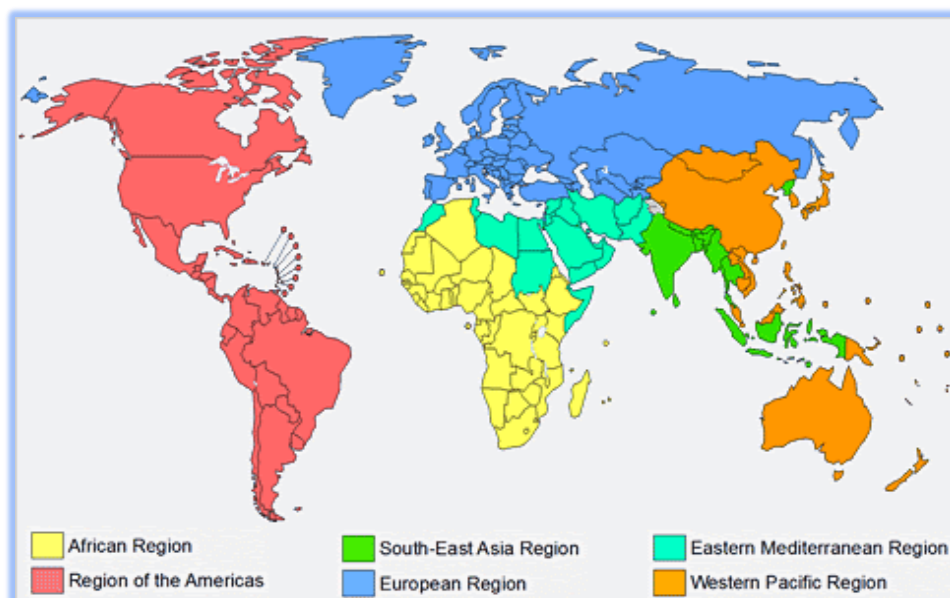 African Region
South-East Asia Region
Eastern Mediterranean Region
Region of the Americas
European Region
Western Pacific Region